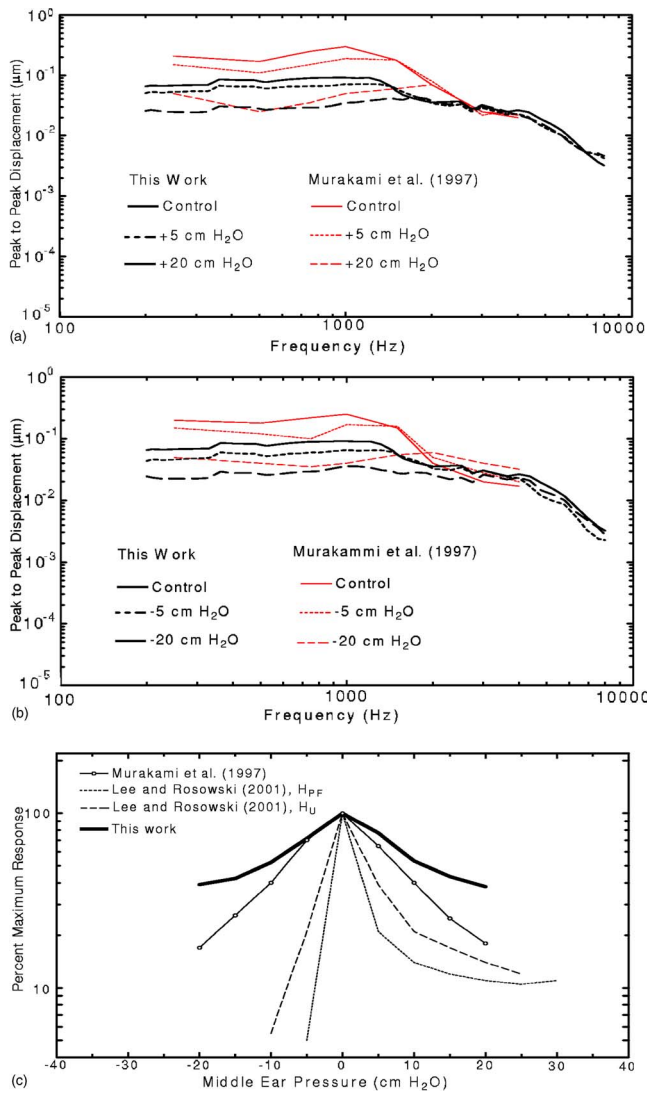 10^0
10^-1
10^-2
10^-3
10^-4
10^-5
Peak to Peak Displacement (μm)
This Work
Murakami et al. (1997)
Control
Control
+5 cm H₂O
+5 cm H₂O
+20 cm H₂O
+20 cm H₂O
100
1000
10000
Frequency (Hz)
(a)
10^0
10^-1
10^-2
10^-3
10^-4
10^-5
Peak to Peak Displacement (μm)
This Work
Murakammi et al. (1997)
Control
Control
-5 cm H₂O
-5 cm H₂O
-20 cm H₂O
-20 cm H₂O
100
1000
10000
Frequency (Hz)
(b)
Murakami et al. (1997)
Lee and Rosowski (2001), H_PF
Lee and Rosowski (2001), H_U
This work
100
10
Percent Maximum Response
-40
-30
-20
-10
0
10
20
30
40
Middle Ear Pressure (cm H₂O)
(c)